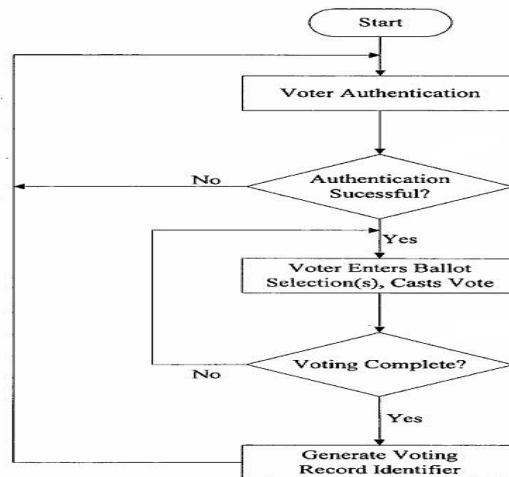 Start
Voter Authentication
Authentication
Sucessful?
No
Yes
Voter Enters Ballot
Selection(s), Casts Vote
Voting Complete?
No
Yes
Generate Voting
Record Identifier